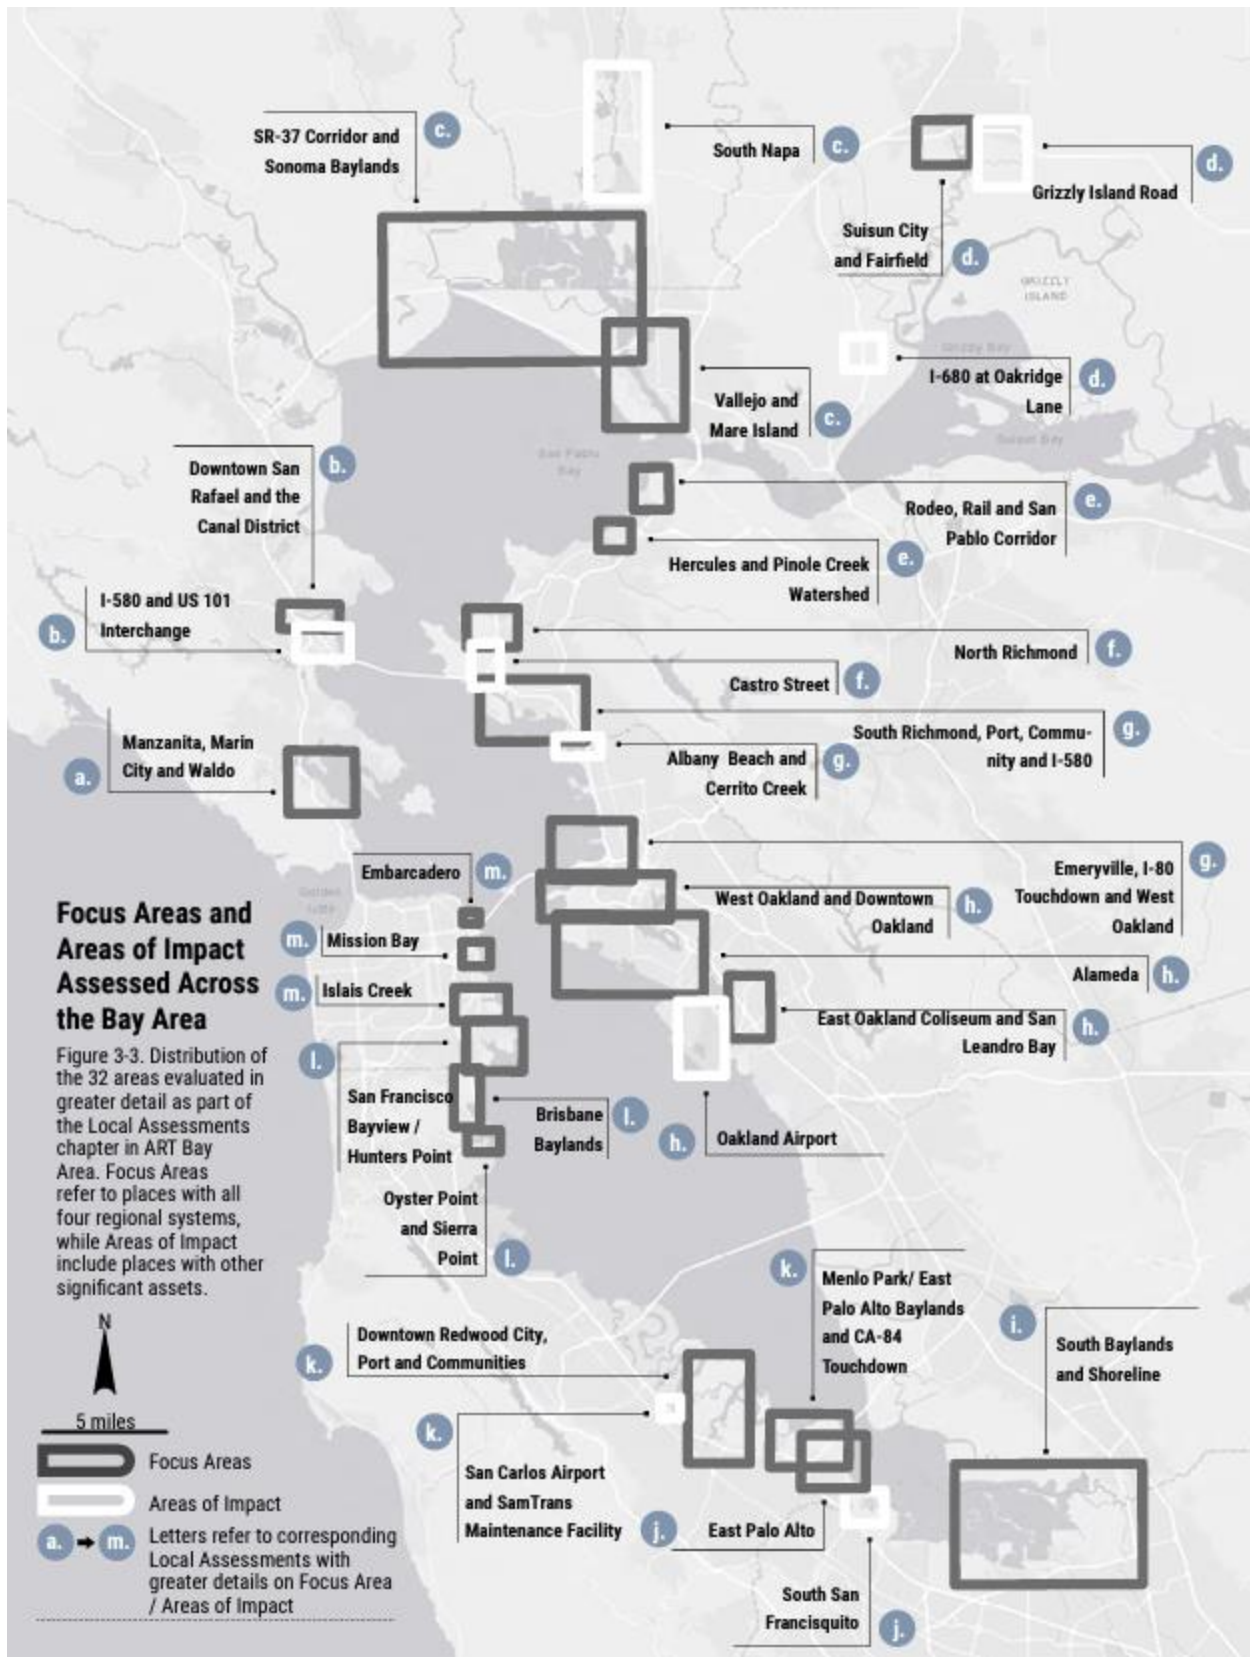 SR-37 Corridor and
Sonoma Baylands
c.
South Napa
c.
Grizzly Island Road
d.
Suisun City
and Fairfield
d.
GRIZZLY
ISLAND
Grizzly Bay
I-680 at Oakridge
Lane
d.
Vallejo and
Mare Island
c.
Suisun Bay
San Pablo
Bay
Downtown San
Rafael and the
Canal District
b.
Rodeo, Rail and San
Pablo Corridor
e.
Hercules and Pinole Creek
Watershed
e.
I-580 and US 101
Interchange
b.
North Richmond
f.
Castro Street
f.
South Richmond, Port, Commu-
nity and I-580
g.
Albany Beach and
Cerrito Creek
g.
Manzanita, Marin
City and Waldo
a.
Embarcadero
m.
Golden
Gate
Emeryville, I-80
Touchdown and West
Oakland
g.
West Oakland and Downtown
Oakland
h.
Mission Bay
m.
Alameda
h.
Islais Creek
m.
East Oakland Coliseum and San
Leandro Bay
h.
San Francisco
Bayview /
Hunters Point
l.
Brisbane
Baylands
l.
Oakland Airport
h.
Oyster Point
and Sierra
Point
l.
Menlo Park/ East
Palo Alto Baylands
and CA-84
Touchdown
k.
South Baylands
and Shoreline
i.
Downtown Redwood City,
Port and Communities
k.
San Carlos Airport
and SamTrans
Maintenance Facility
k.
East Palo Alto
j.
South San
Francisquito
j.
Focus Areas and
Areas of Impact
Assessed Across
the Bay Area
Figure 3-3. Distribution of
the 32 areas evaluated in
greater detail as part of
the Local Assessments
chapter in ART Bay
Area. Focus Areas
refer to places with all
four regional systems,
while Areas of Impact
include places with other
significant assets.
N
5 miles
Focus Areas
Areas of Impact
a. m.
Letters refer to corresponding
Local Assessments with
greater details on Focus Area
/ Areas of Impact